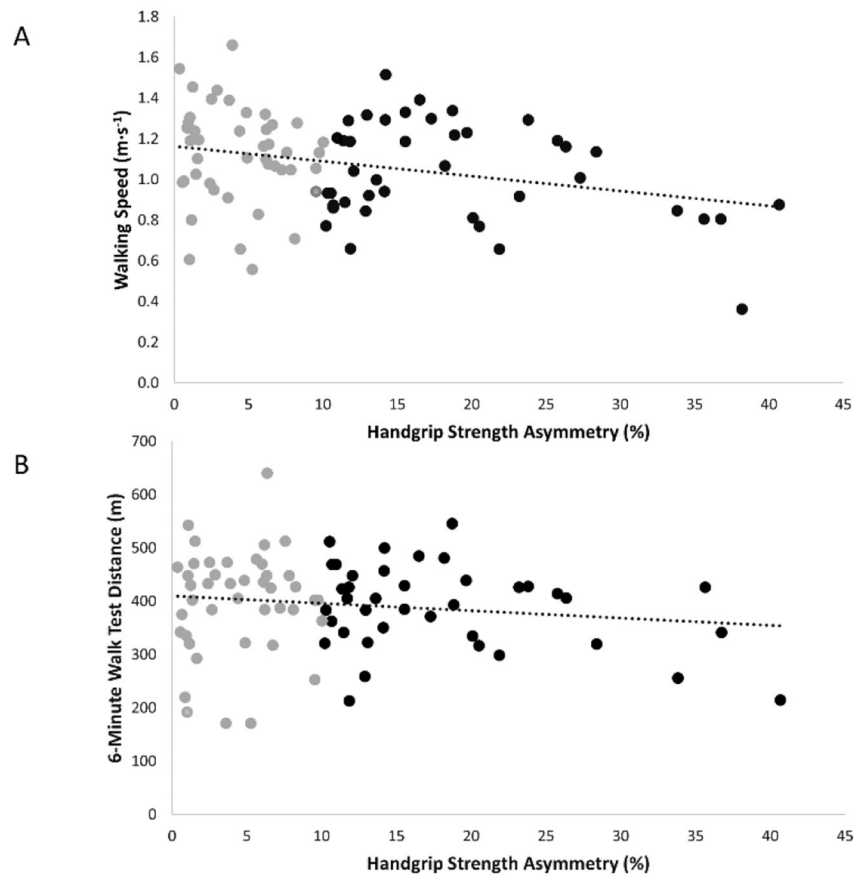 A
Walking Speed (m·s⁻¹)
1.8
1.6
1.4
1.2
1.0
0.8
0.6
0.4
0.2
0.0
0 5 10 15 20 25 30 35 40 45
Handgrip Strength Asymmetry (%)
B
6-Minute Walk Test Distance (m)
700
600
500
400
300
200
100
0
0 5 10 15 20 25 30 35 40 45
Handgrip Strength Asymmetry (%)